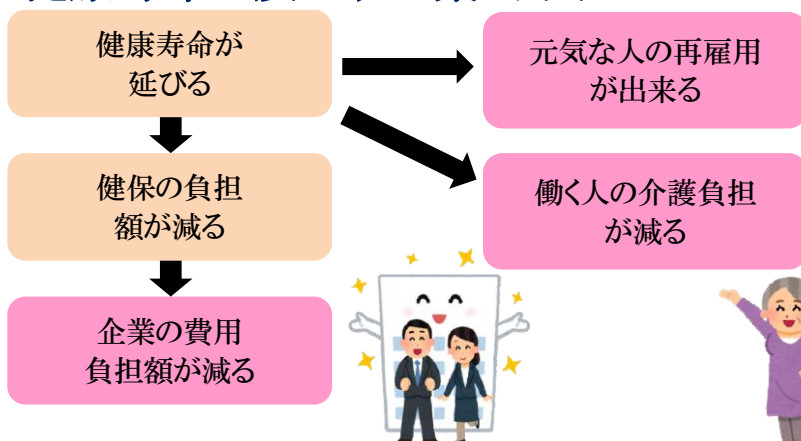 健康寿命が
延びる
元気な人の再雇用
が出来る
健保の負担
額が減る
働く人の介護負担
が減る
企業の費用
負担額が減る